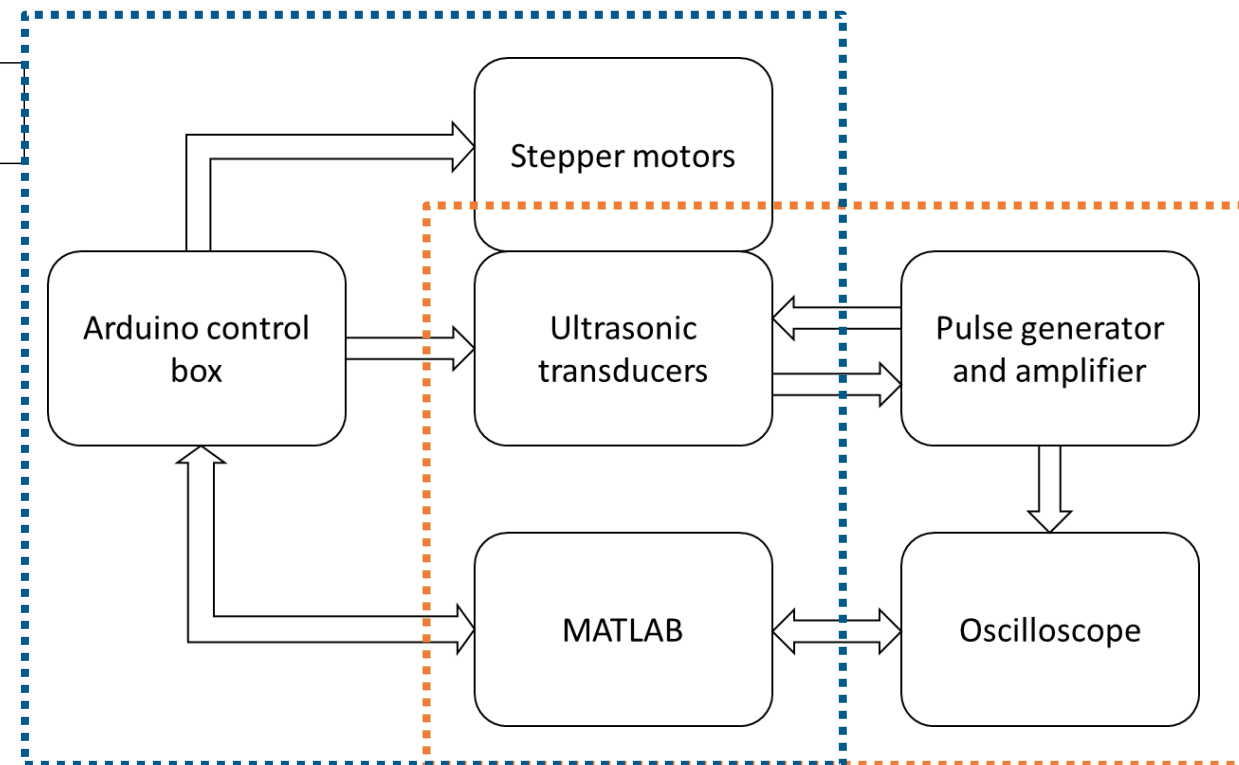 Stepper motors
Arduino control
box
Ultrasonic
transducers
Pulse generator
and amplifier
MATLAB
Oscilloscope